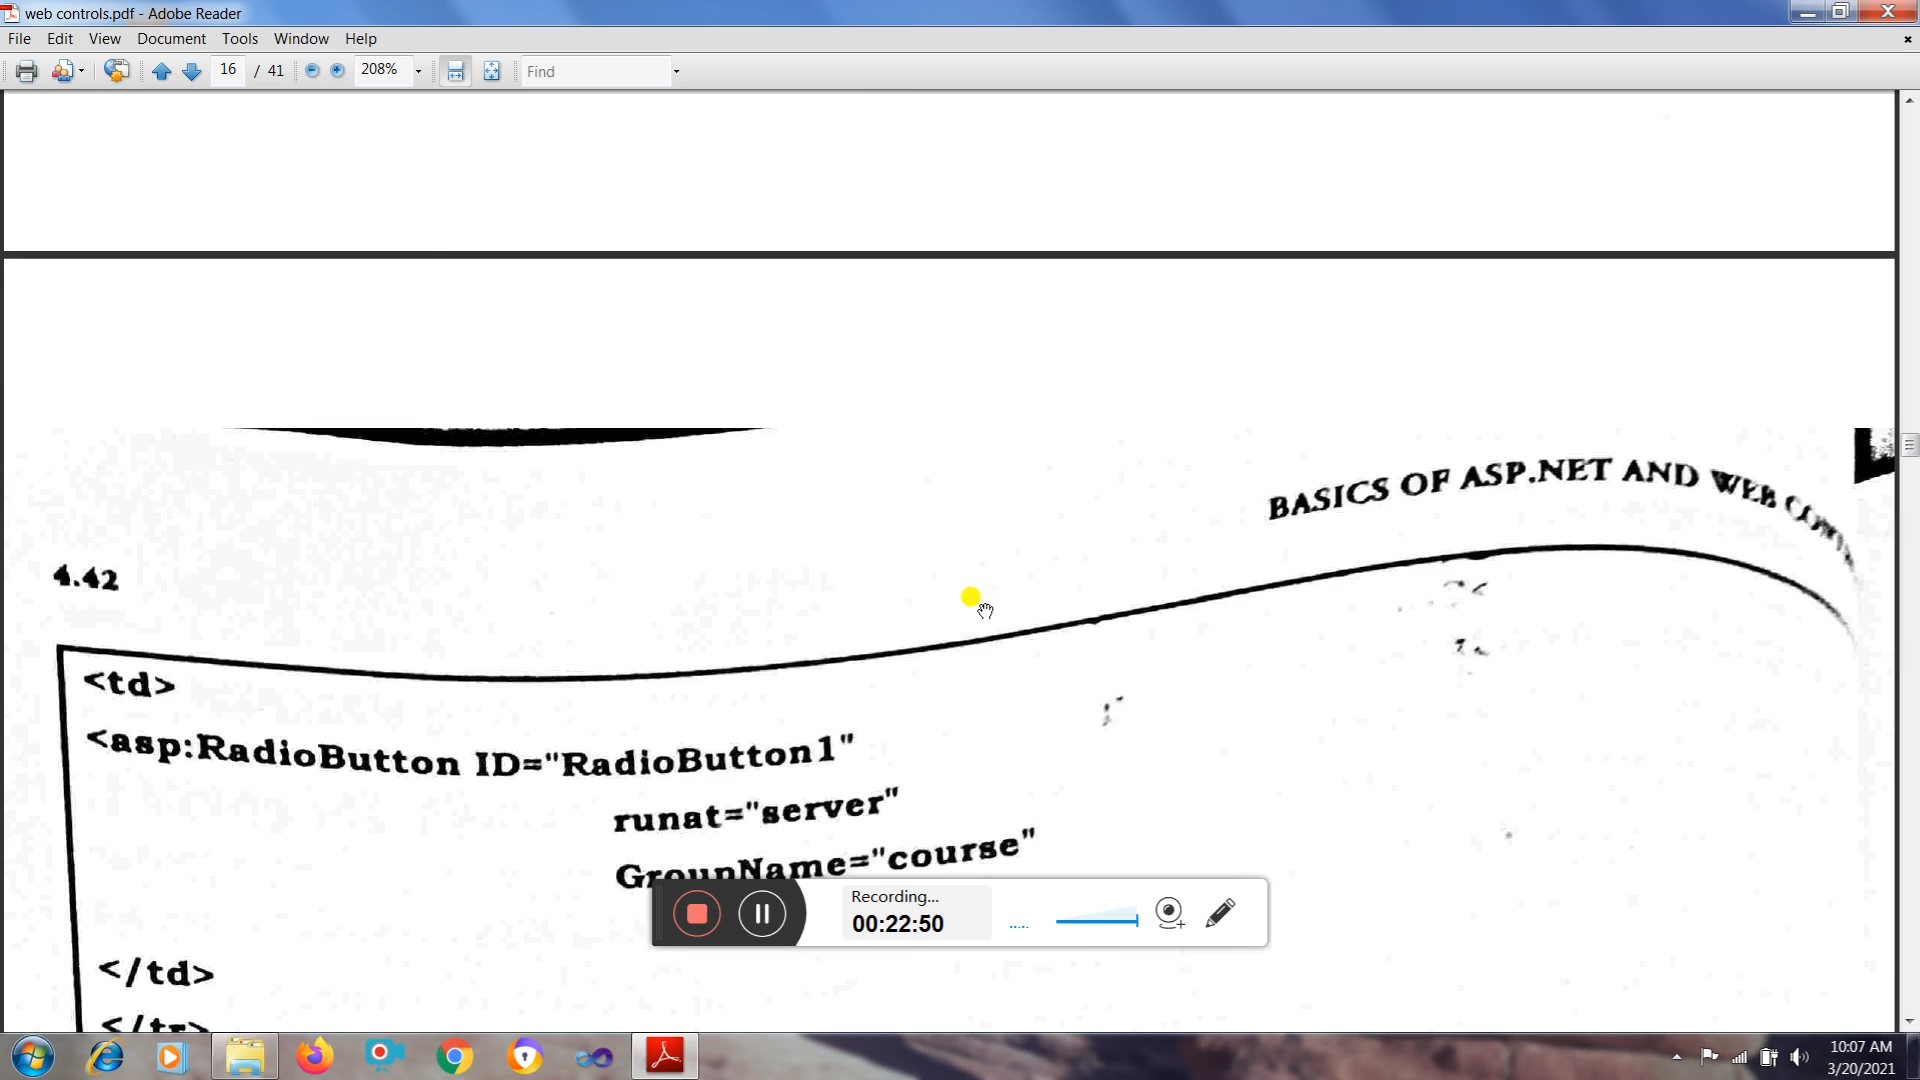 web controls.pdf - Adobe Reader
File Edit View Document Tools Window Help
16 / 41 208% Find
BASICS OF ASP.NET AND WEB
4.42
<td>
<asp:RadioButton ID="RadioButton1"
runat="server"
GroupName="course"
Recording...
00:22:50
</td>
</tr>
10:07 AM
3/20/2021